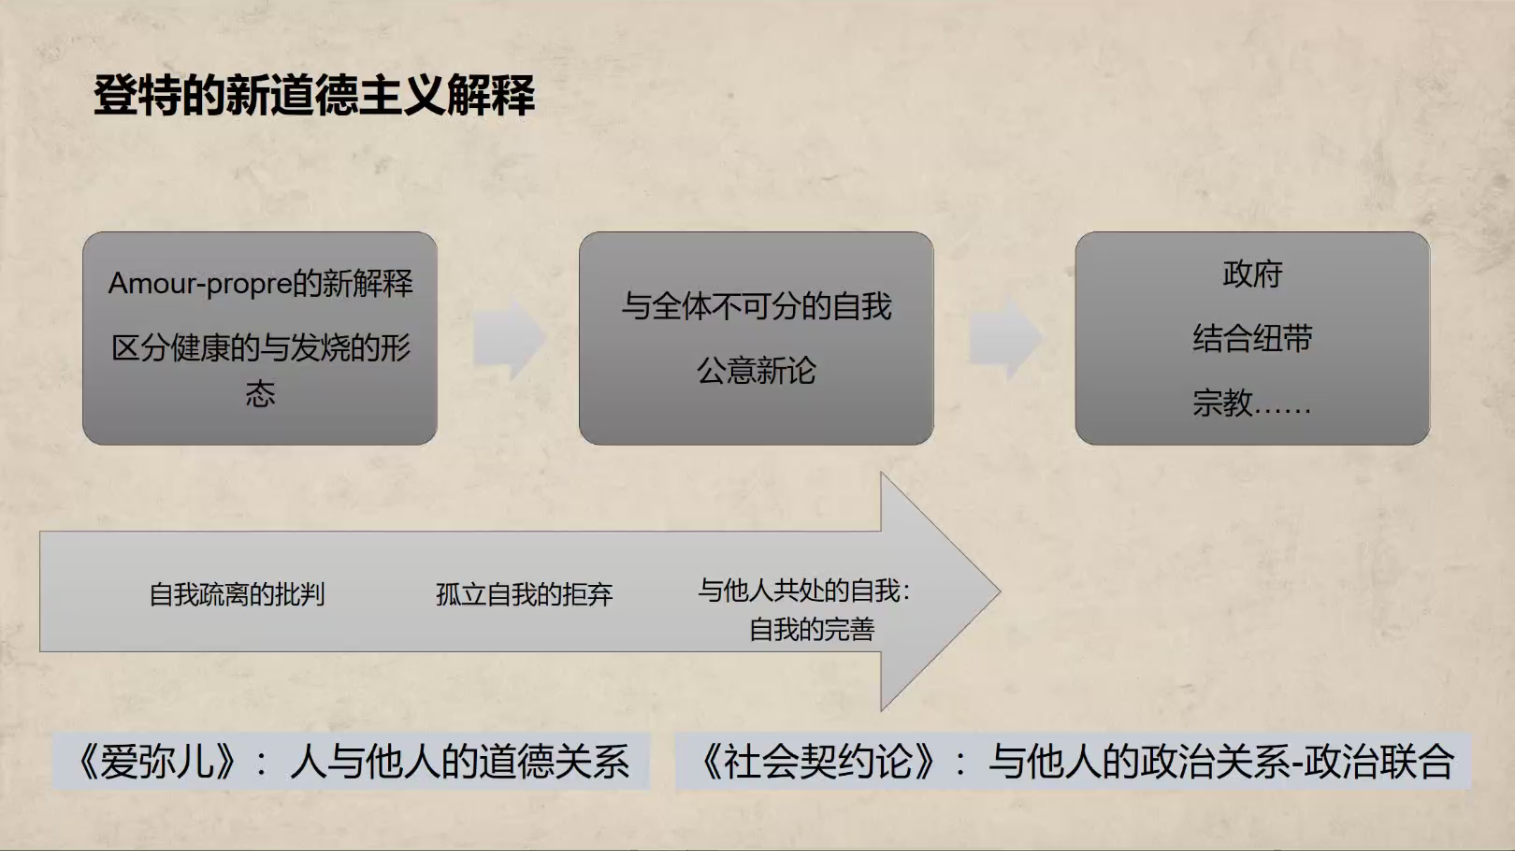 登特的新道德主义解释
Amour-propre的新解释
区分健康的与发烧的形
态
与全体不可分的自我
公意新论
政府
结合纽带
宗教……
自我疏离的批判
孤立自我的拒弃
与他人共处的自我：
自我的完善
《爱弥儿》：人与他人的道德关系
《社会契约论》：与他人的政治关系-政治联合